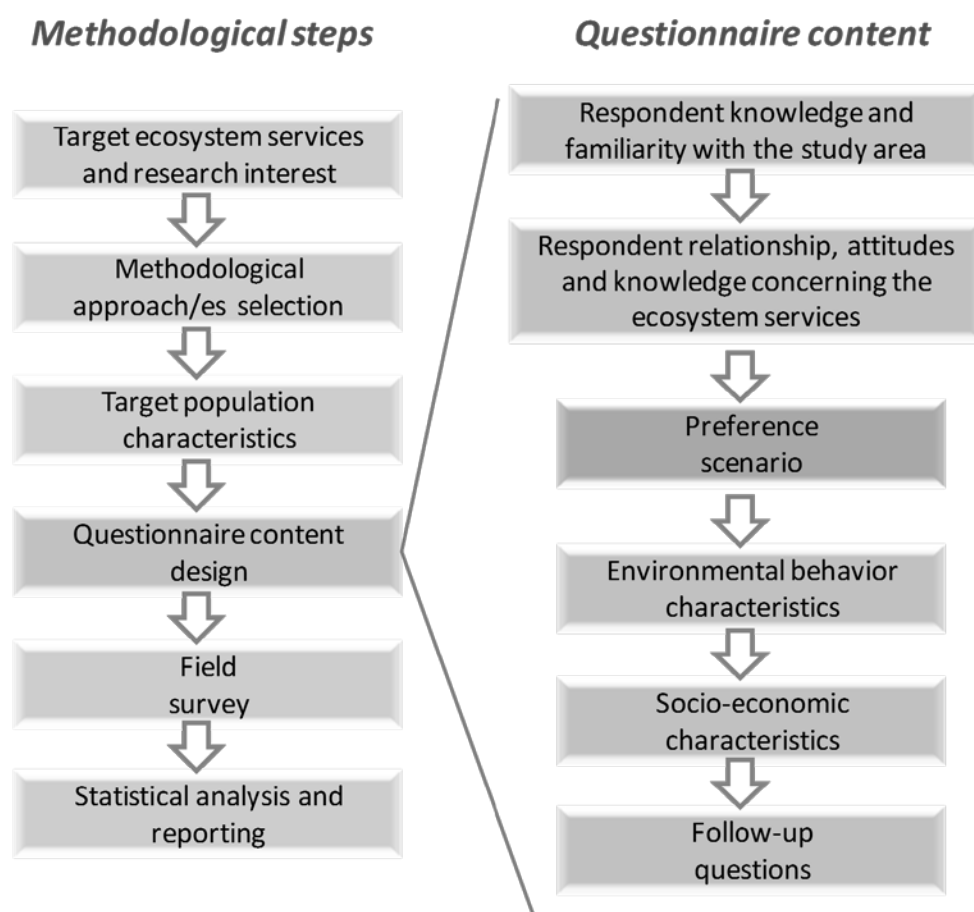 Methodological steps
Target ecosystem services
and research interest
Methodological
approach/es selection
Target population
characteristics
Questionnaire content
design
Field
survey
Statistical analysis and
reporting
Questionnaire content
Respondent knowledge and
familiarity with the study area
Respondent relationship, attitudes
and knowledge concerning the
ecosystem services
Preference
scenario
Environmental behavior
characteristics
Socio-economic
characteristics
Follow-up
questions